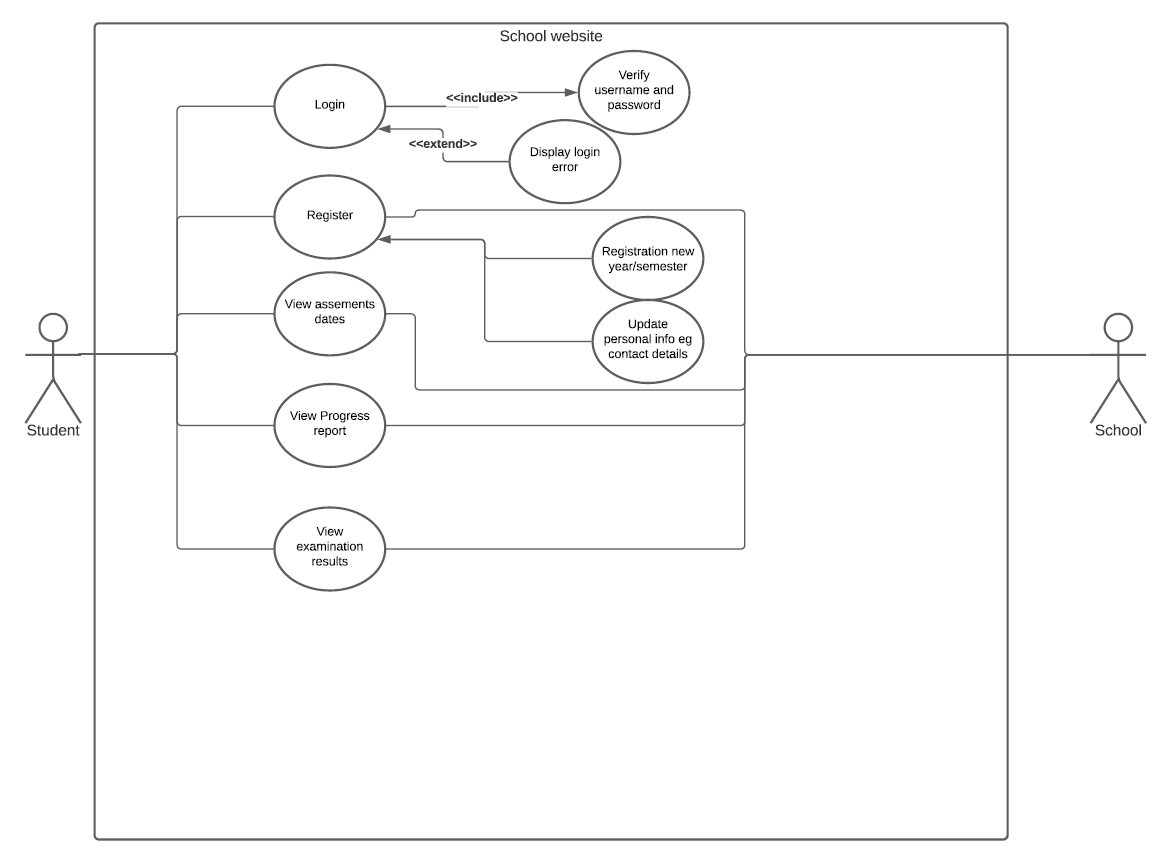 School website
Login
<<include>>
Verify
username and
password
<<extend>>
Display login
error
Register
Registration new
year/semester
View assements
dates
Update
personal info eg
contact details
Student
School
View Progress
report
View
examination
results